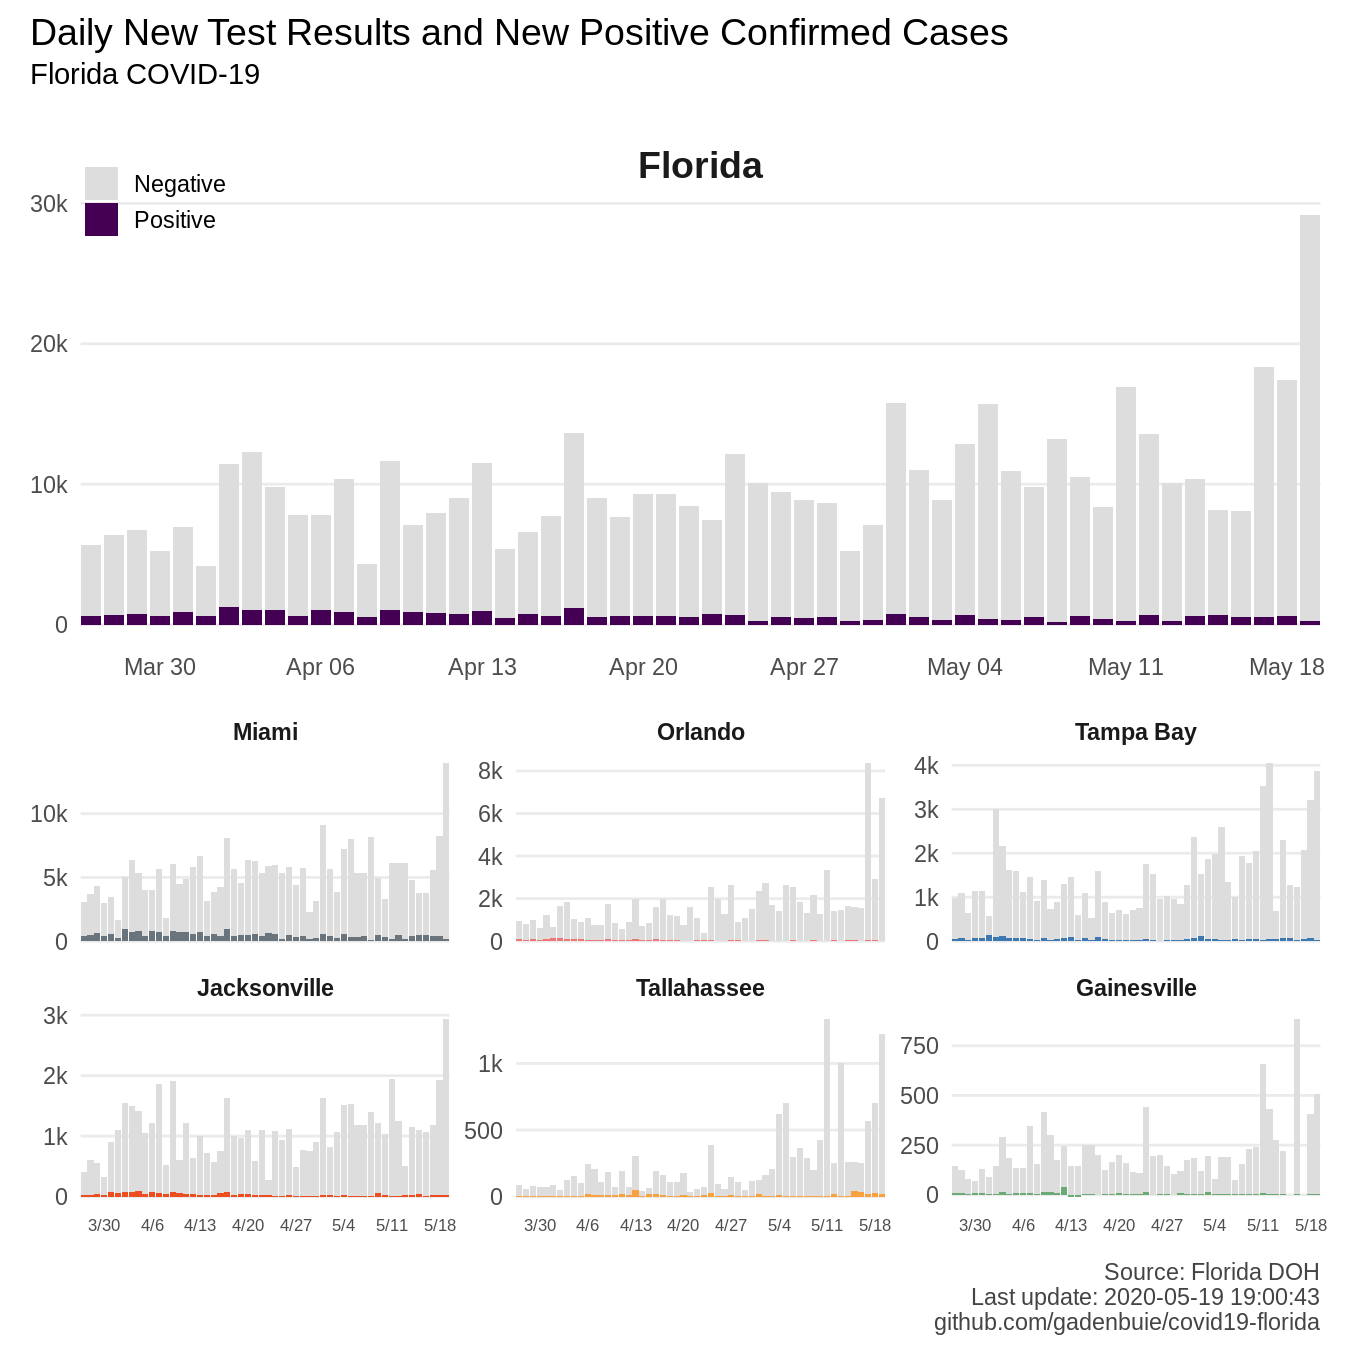 Daily New Test Results and New Positive Confirmed Cases
Florida COVID-19
Florida
Negative
Positive
30k
20k
10k
0
Mar 30 Apr 06 Apr 13 Apr 20 Apr 27 May 04 May 11 May 18
Miami Orlando Tampa Bay
10k
5k
0
8k
6k
4k
2k
0
4k
3k
2k
1k
0
Jacksonville Tallahassee Gainesville
3k
2k
1k
0
1k
500
0
750
500
250
0
3/30 4/6 4/13 4/20 4/27 5/4 5/11 5/18
3/30 4/6 4/13 4/20 4/27 5/4 5/11 5/18
3/30 4/6 4/13 4/20 4/27 5/4 5/11 5/18
Source: Florida DOH
Last update: 2020-05-19 19:00:43
github.com/gadenbuie/covid19-florida